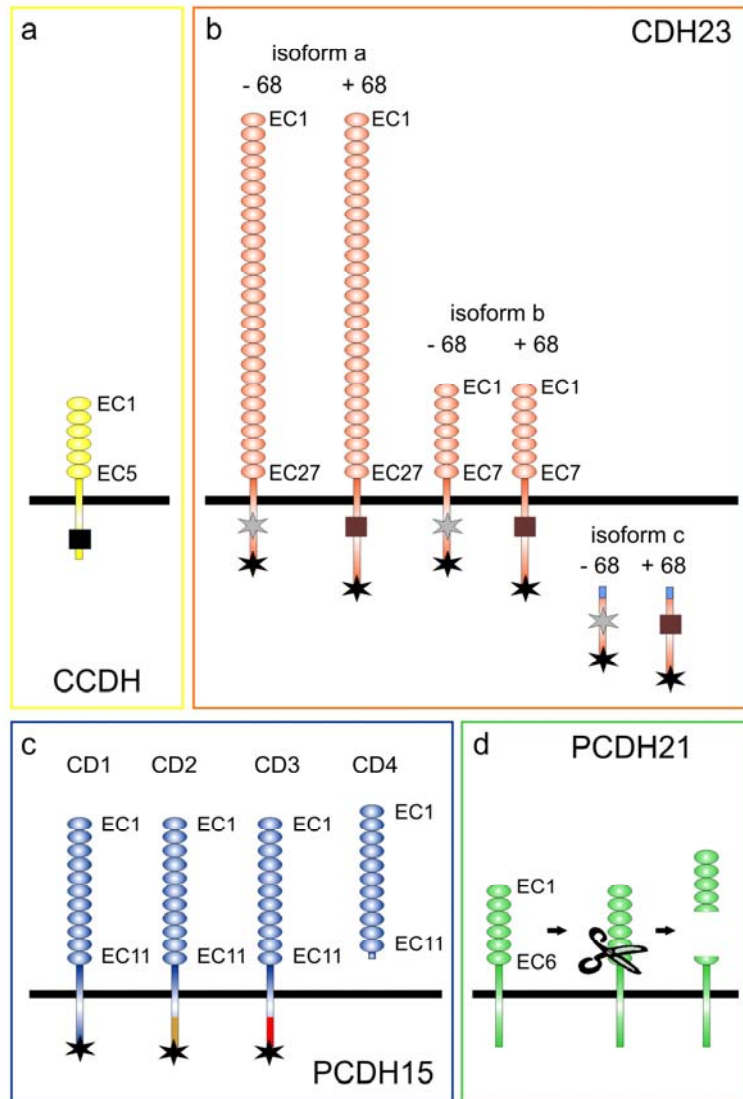 a
EC1
EC5
CCDH
b
CDH23
isoform a
- 68 + 68
EC1 EC1
isoform b
- 68 + 68
EC1 EC1
EC27 EC27 EC7 EC7
isoform c
- 68 + 68
c
CD1 CD2 CD3 CD4
EC1 EC1 EC1 EC1
EC11 EC11 EC11 EC11
PCDH15
d
PCDH21
EC1
EC6